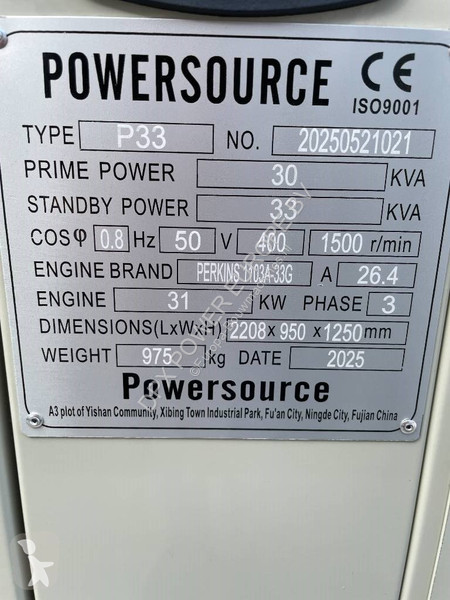 POWERSOURCE CE
ISO9001
TYPE P33 NO. 20250521021
PRIME POWER 30 KVA
STANDBY POWER 33 KVA
COSφ 0.8 Hz 50 V 400 1500 r/min
ENGINE BRAND PERKINS 1103A-33G A 26.4
ENGINE 31 KW PHASE 3
DIMENSIONS(LxWxH) 2208x 950 x1250mm
WEIGHT 975 kg DATE 2025
Powersource
A3 plot of Yishan Community, Xibing Town Industrial Park, Fu'an City, Ningde City, Fujian China